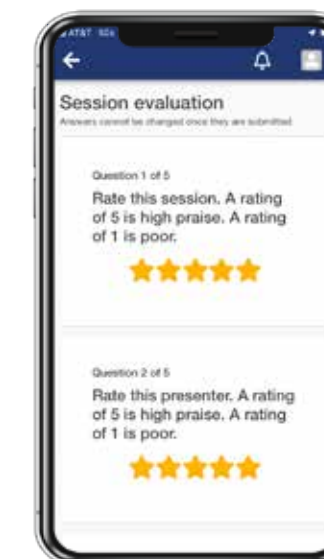 AT&T
Session evaluation
Answers cannot be changed once they are submitted
Question 1 of 5
Rate this session. A rating
of 5 is high praise. A rating
of 1 is poor.
Question 2 of 5
Rate this presenter. A rating
of 5 is high praise. A rating
of 1 is poor.